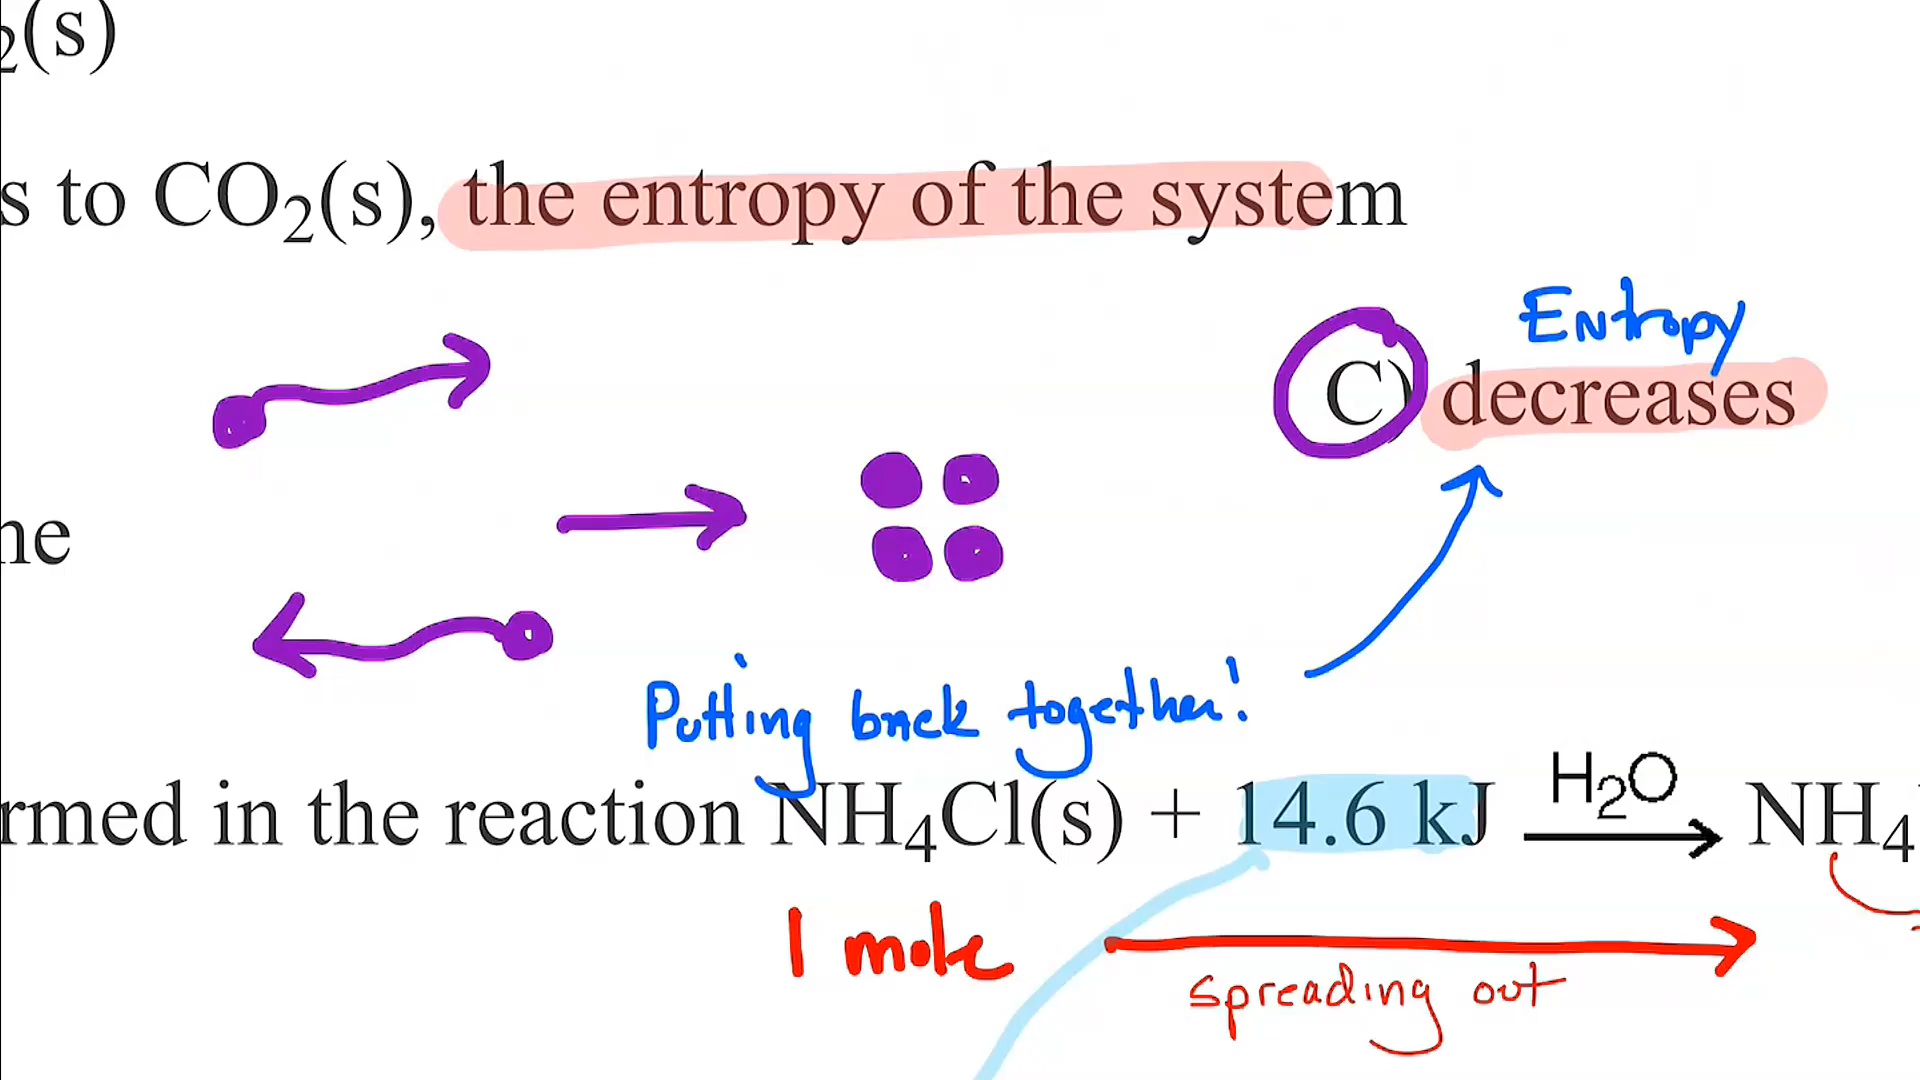 ₂(s)
s to CO₂(s), the entropy of the system
Entropy
C) decreases
ne
Putting back together!
rmed in the reaction NH₄Cl(s) + 14.6 kJ H₂O → NH₄
1 mole
spreading out